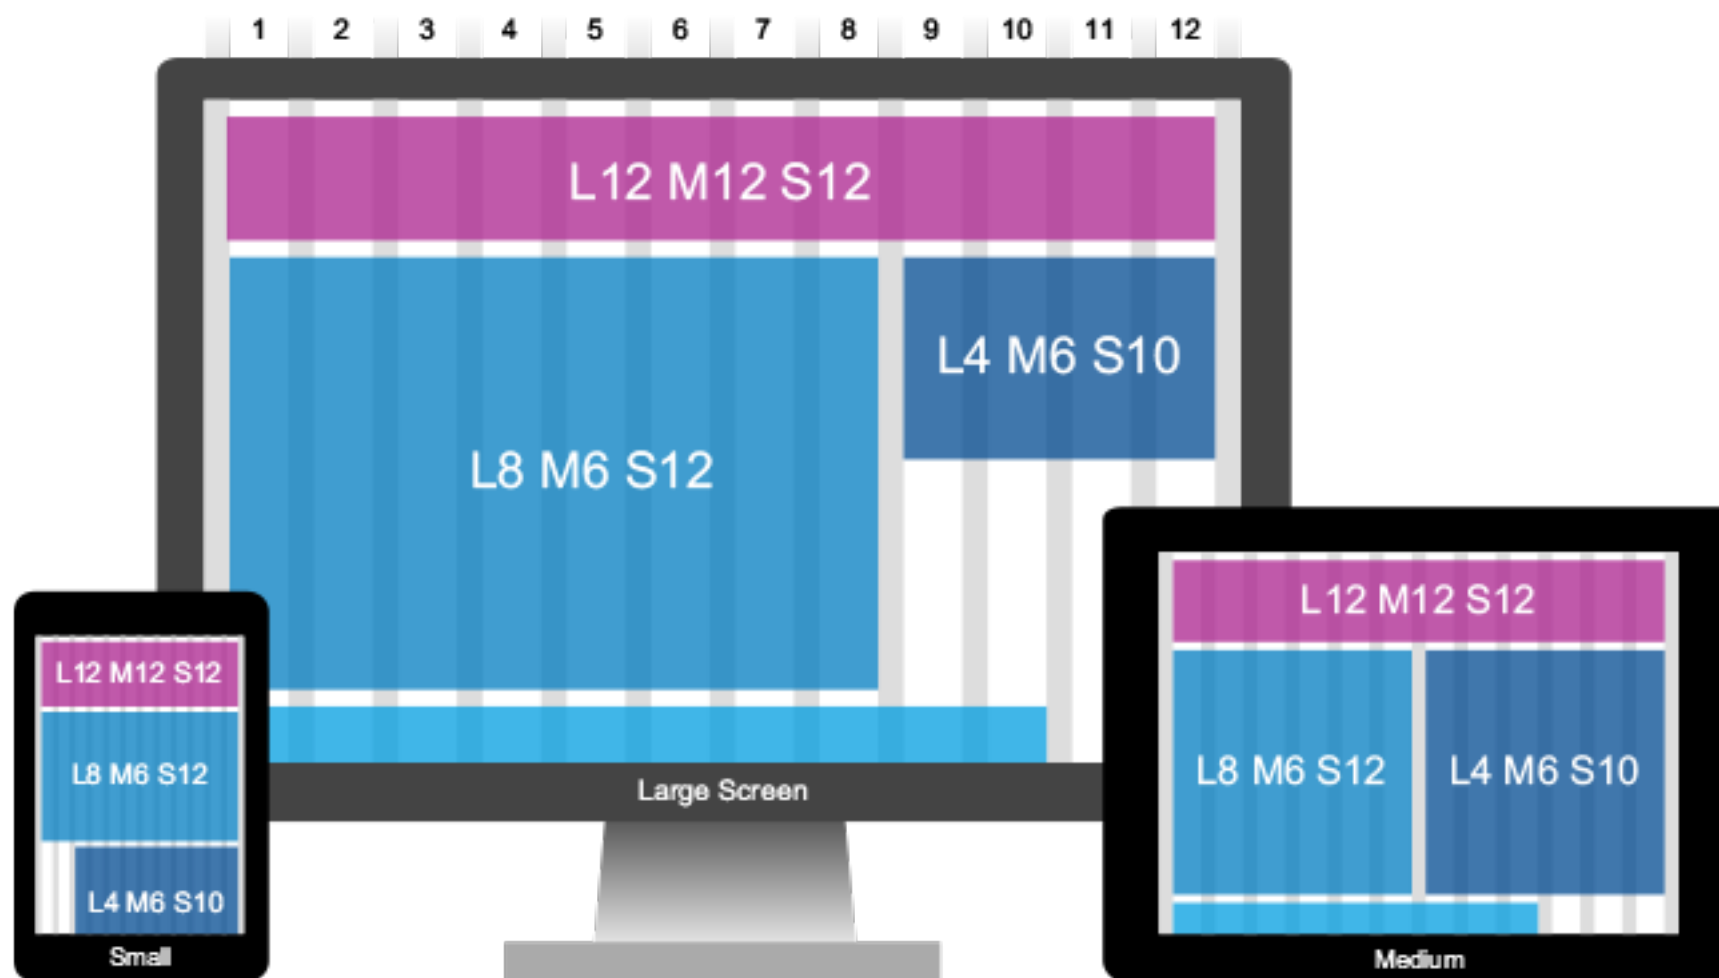 1 2 3 4 5 6 7 8 9 10 11 12
L12 M12 S12
L8 M6 S12
L4 M6 S10
Large Screen
L12 M12 S12
L8 M6 S12
L4 M6 S10
Small
L12 M12 S12
L8 M6 S12 L4 M6 S10
Medium